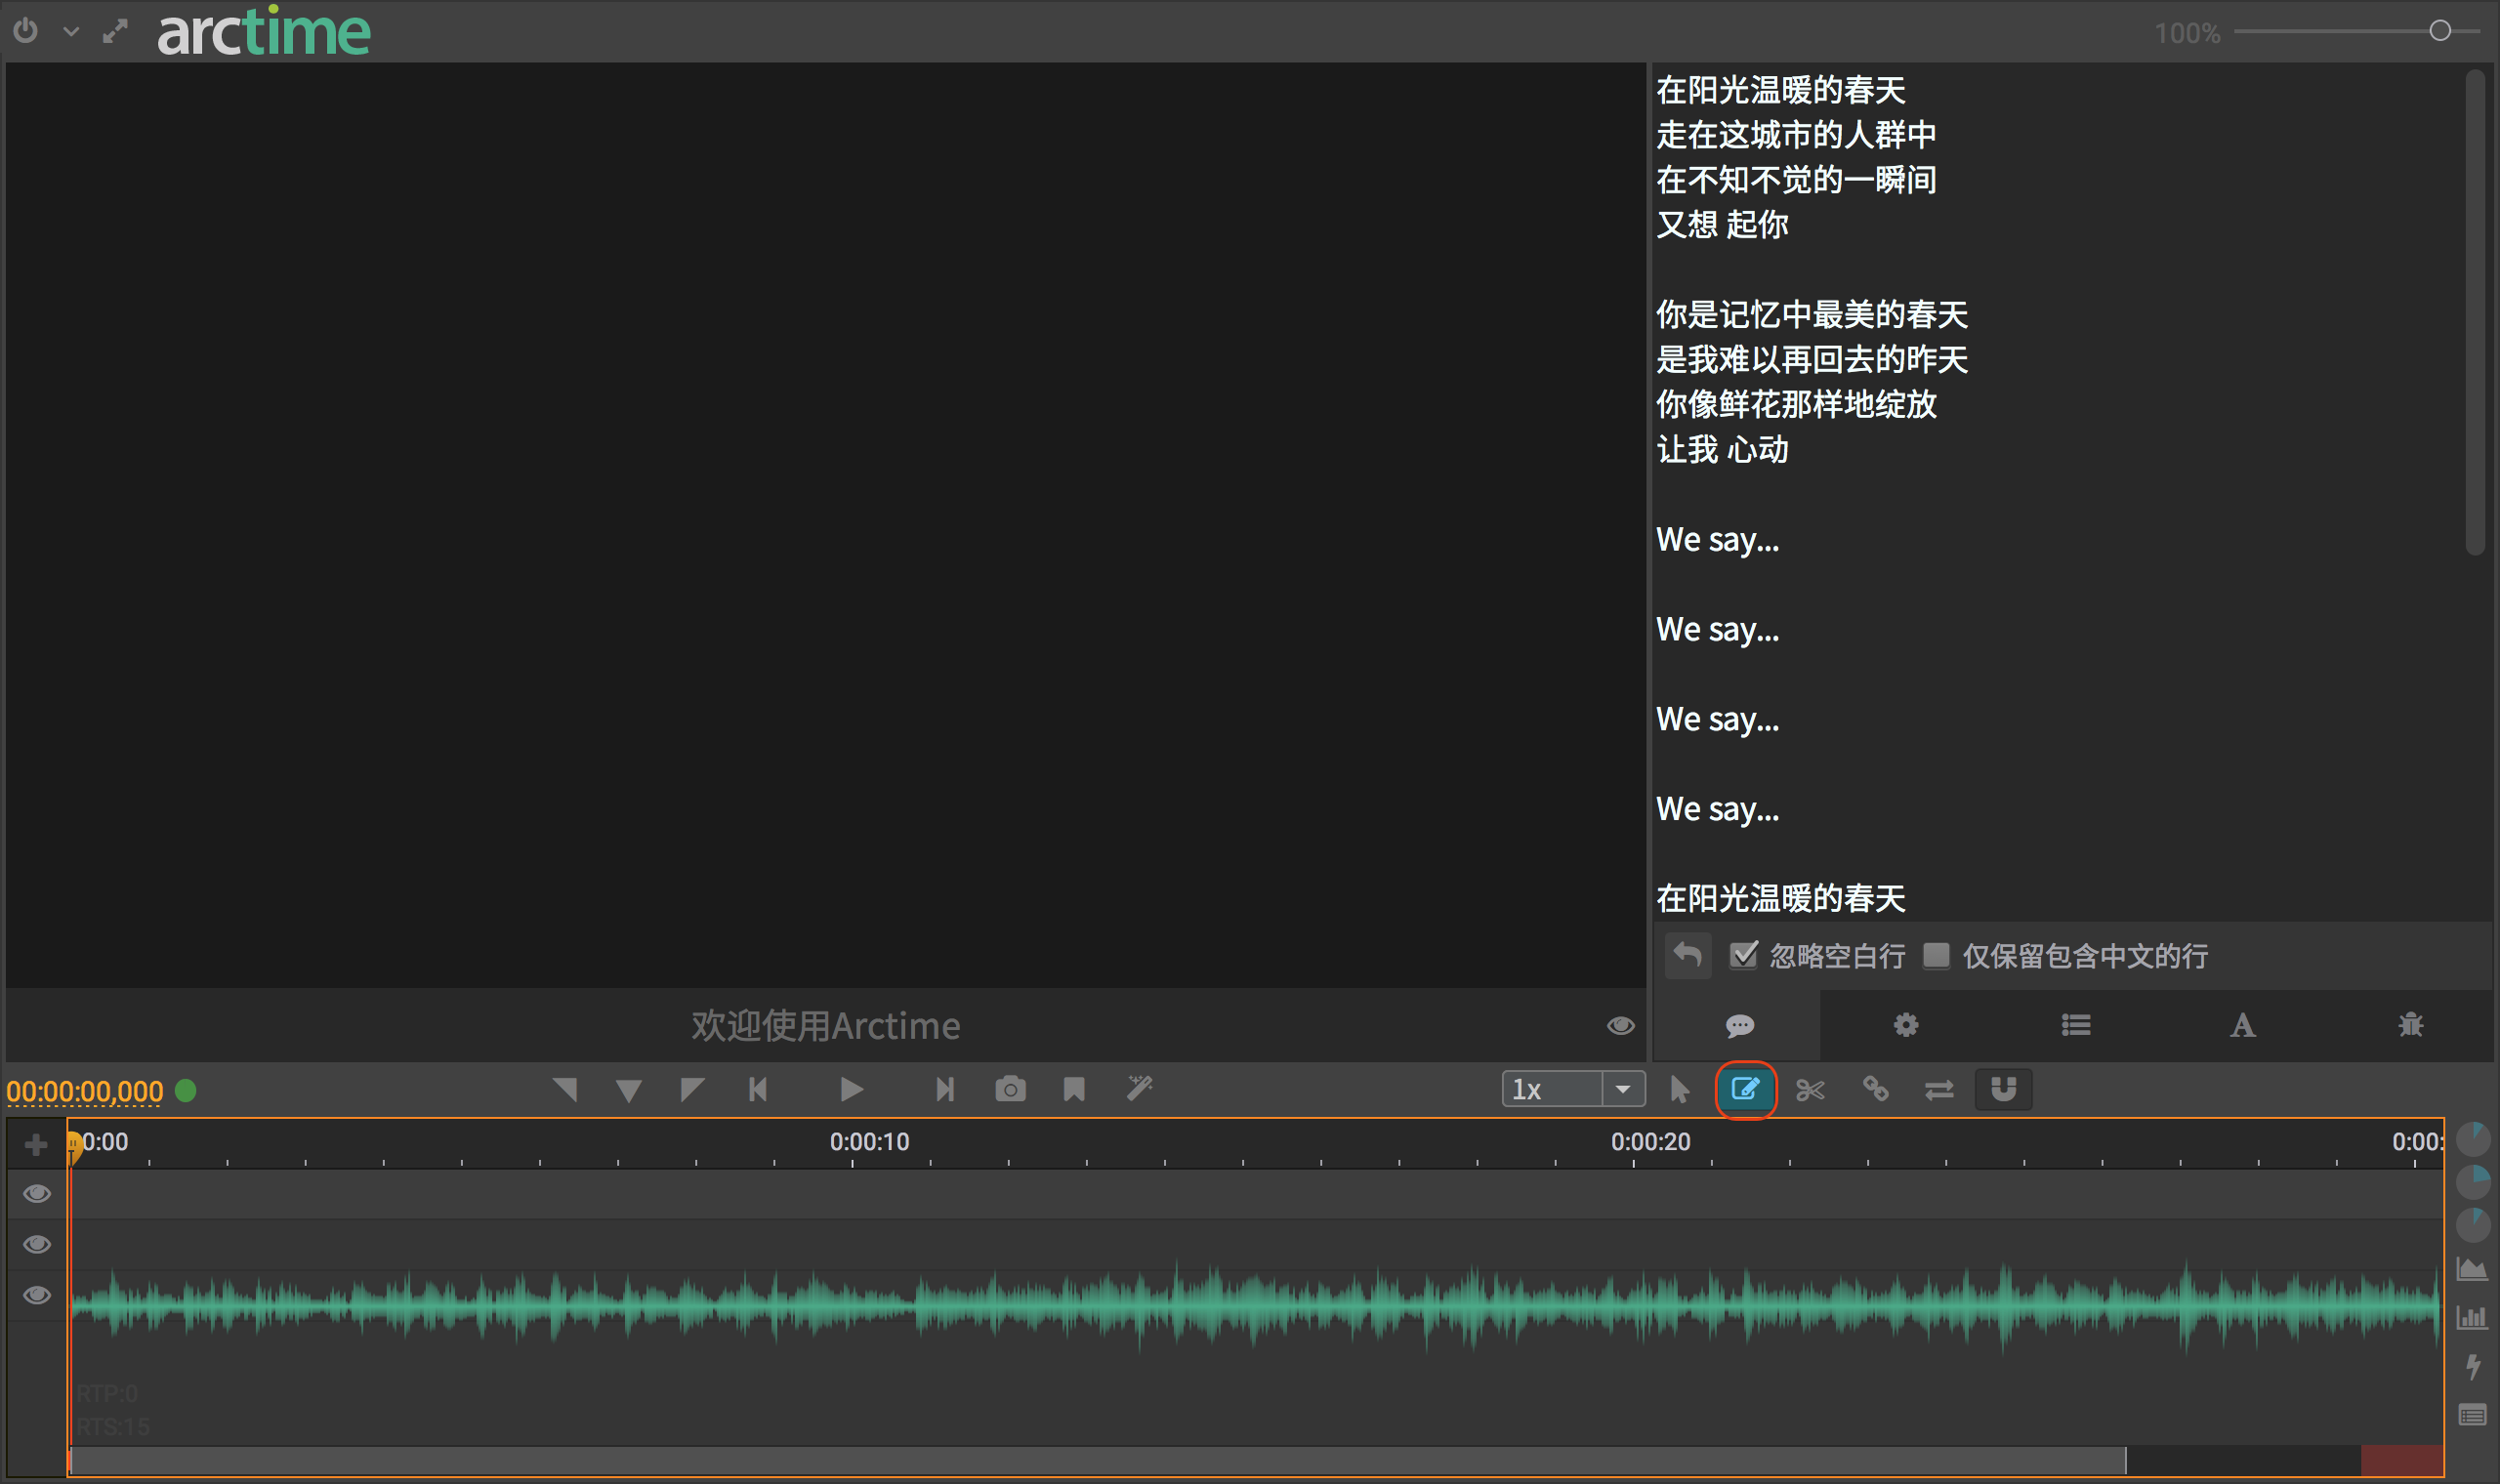 arctime
100%
在阳光温暖的春天
走在这城市的人群中
在不知不觉的一瞬间
又想 起你
你是记忆中最美的春天
是我难以再回去的昨天
你像鲜花那样地绽放
让我 心动
We say...
We say...
We say...
We say...
在阳光温暖的春天
忽略空白行 仅保留包含中文的行
欢迎使用Arctime
A
00:00:00,000
1x
0:00 0:00:10 0:00:20 0:00:
RTP:0
RTS:15